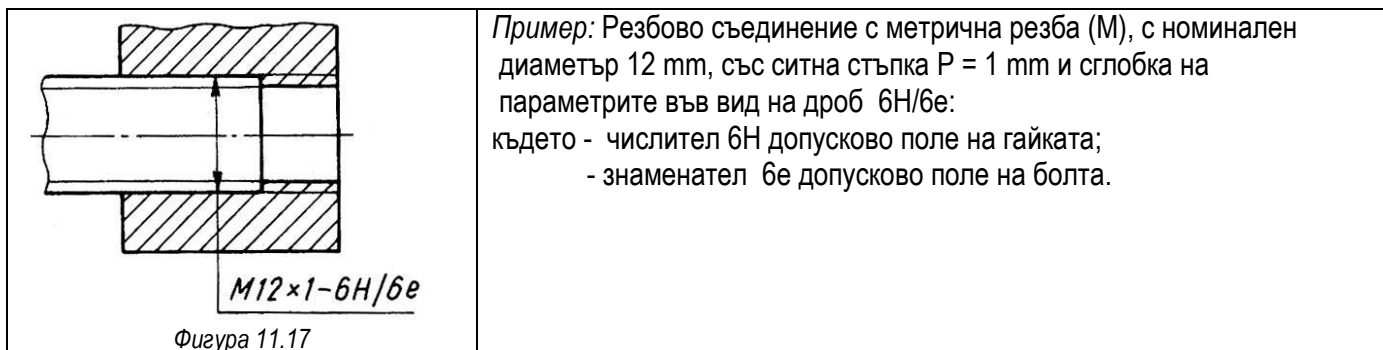 M12×1–6H/6e
Фигура 11.17
Пример: Резбово съединение с метрична резба (М), с номинален
диаметър 12 mm, със ситна стъпка P = 1 mm и сглобка на
параметрите във вид на дроб 6H/6e:
където - числител 6H допусково поле на гайката;
- знаменател 6e допусково поле на болта.